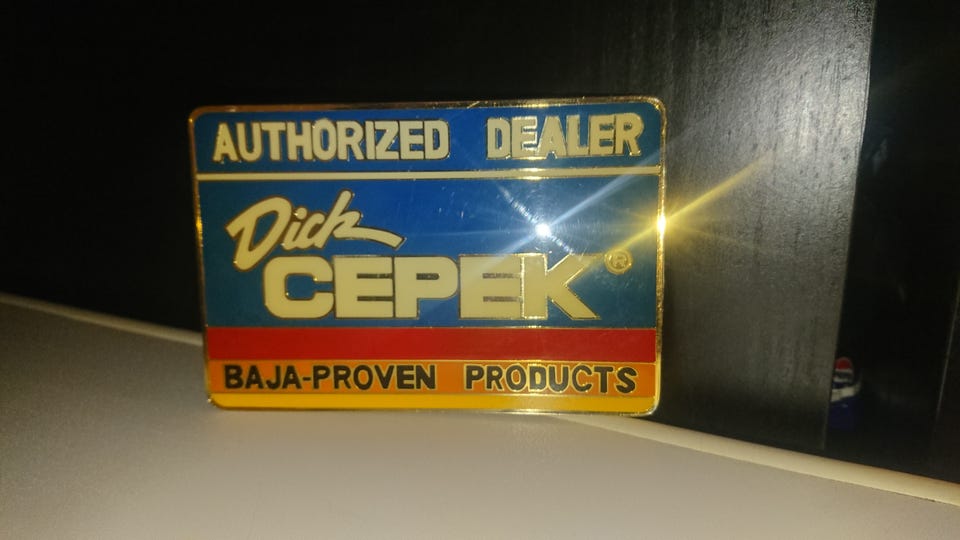 AUTHORIZED DEALER
Dick
CEPEK®
BAJA-PROVEN PRODUCTS